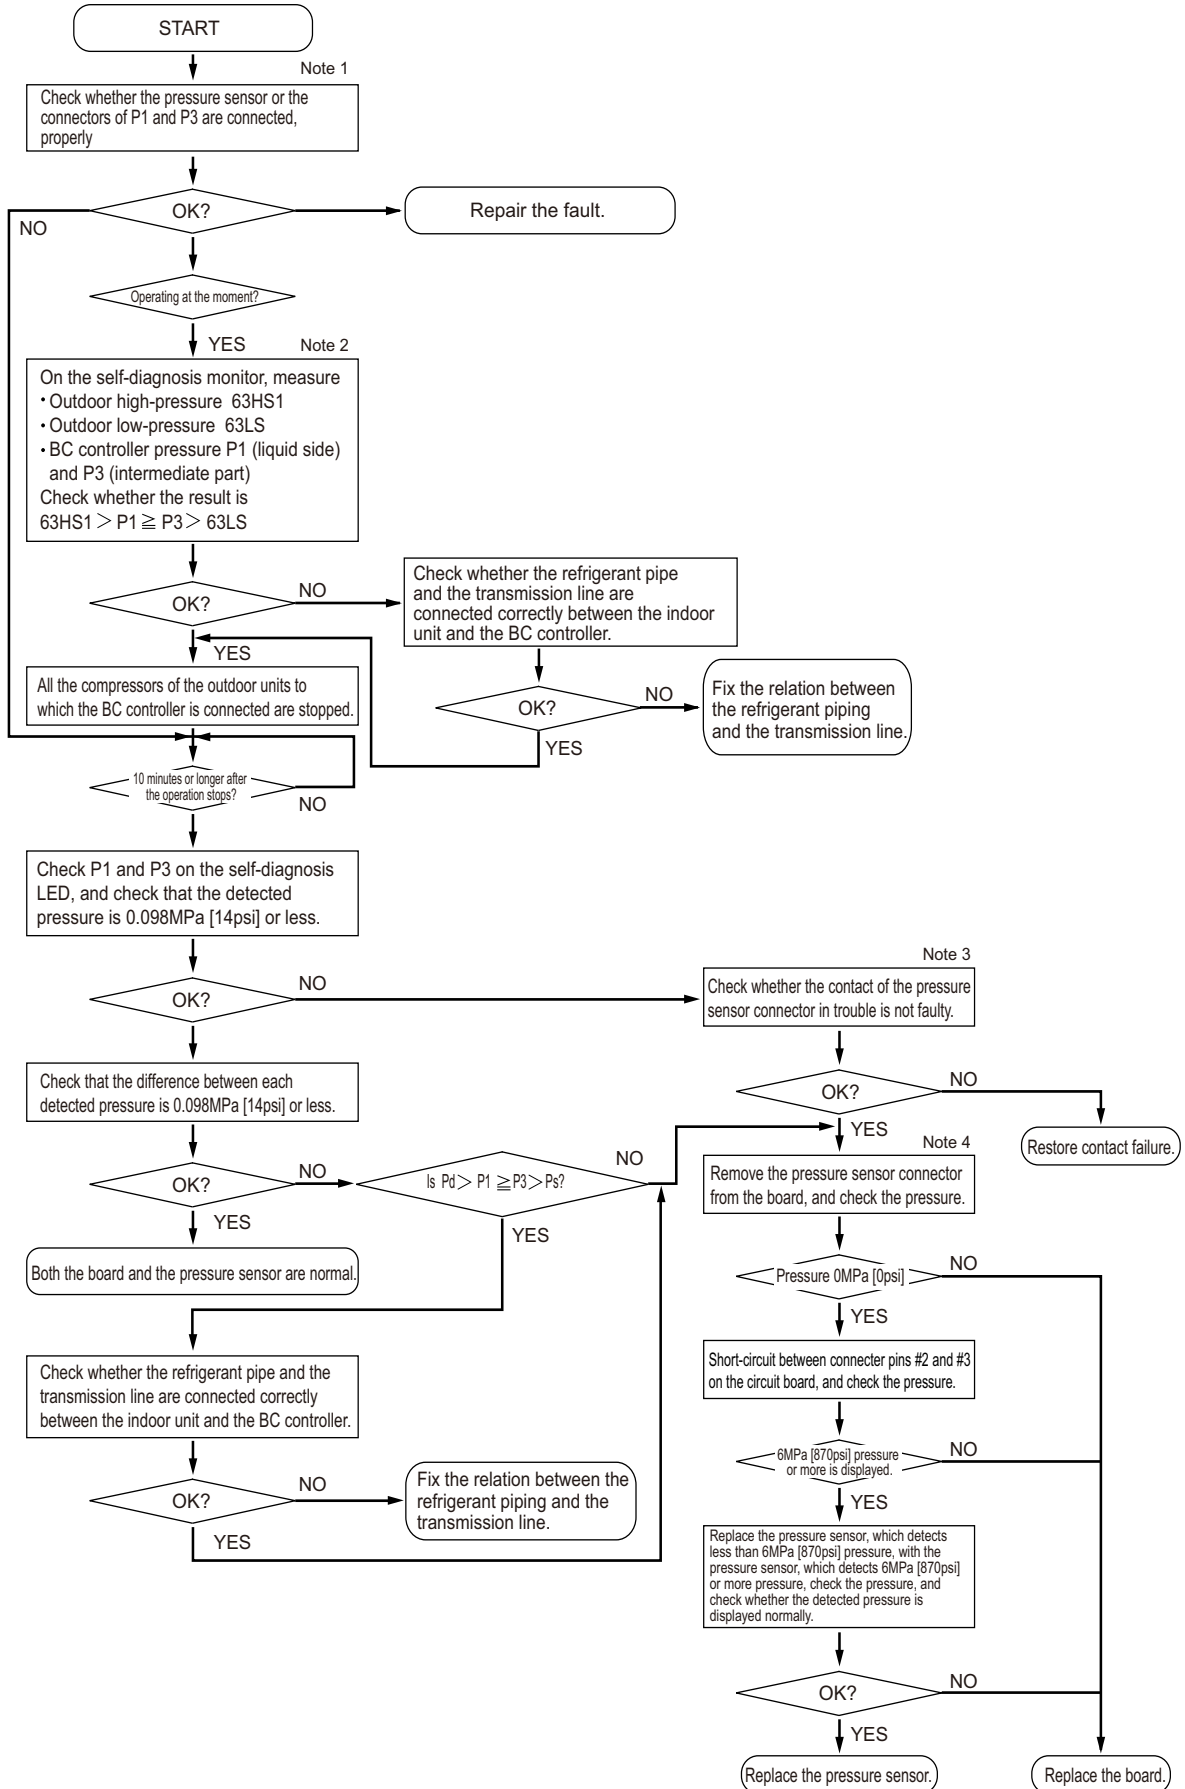 START
Note 1
Check whether the pressure sensor or the
connectors of P1 and P3 are connected,
properly
OK?
Repair the fault.
NO
Operating at the moment?
YES
Note 2
On the self-diagnosis monitor, measure
• Outdoor high-pressure 63HS1
• Outdoor low-pressure 63LS
• BC controller pressure P1 (liquid side)
and P3 (intermediate part)
Check whether the result is
63HS1 > P1 ≧ P3 > 63LS
OK?
NO
Check whether the refrigerant pipe
and the transmission line are
connected correctly between the indoor
unit and the BC controller.
YES
All the compressors of the outdoor units to
which the BC controller is connected are stopped.
OK?
NO
Fix the relation between
the refrigerant piping
and the transmission line.
YES
10 minutes or longer after
the operation stops?
NO
Check P1 and P3 on the self-diagnosis
LED, and check that the detected
pressure is 0.098MPa [14psi] or less.
OK?
NO
Note 3
Check whether the contact of the pressure
sensor connector in trouble is not faulty.
Check that the difference between each
detected pressure is 0.098MPa [14psi] or less.
OK?
NO
Restore contact failure.
YES
Note 4
OK?
NO
Is Pd > P1 ≧P3 > Ps?
NO
Remove the pressure sensor connector
from the board, and check the pressure.
YES
YES
Both the board and the pressure sensor are normal.
Pressure 0MPa [0psi]
NO
YES
Check whether the refrigerant pipe and the
transmission line are connected correctly
between the indoor unit and the BC controller.
Short-circuit between connecter pins #2 and #3
on the circuit board, and check the pressure.
6MPa [870psi] pressure
or more is displayed.
NO
YES
OK?
NO
Fix the relation between the
refrigerant piping and the
transmission line.
YES
Replace the pressure sensor, which detects
less than 6MPa [870psi] pressure, with the
pressure sensor, which detects 6MPa [870psi]
or more pressure, check the pressure, and
check whether the detected pressure is
displayed normally.
OK?
NO
YES
Replace the pressure sensor.
Replace the board.